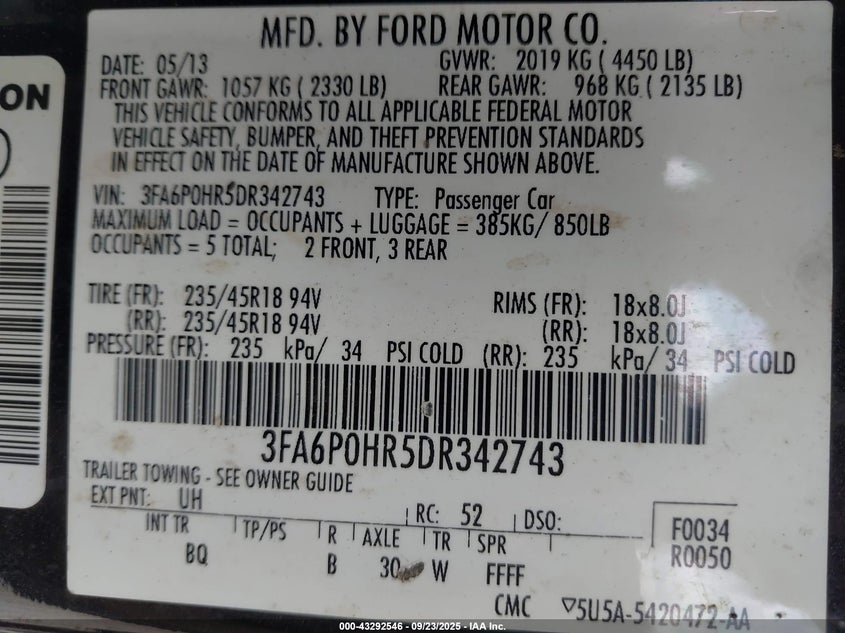 MFD. BY FORD MOTOR CO.
DATE: 05/13 GVWR: 2019 KG ( 4450 LB)
FRONT GAWR: 1057 KG ( 2330 LB) REAR GAWR: 968 KG ( 2135 LB)
THIS VEHICLE CONFORMS TO ALL APPLICABLE FEDERAL MOTOR
VEHICLE SAFETY, BUMPER, AND THEFT PREVENTION STANDARDS
IN EFFECT ON THE DATE OF MANUFACTURE SHOWN ABOVE.
ON
VIN: 3FA6P0HR5DR342743 TYPE: Passenger Car
MAXIMUM LOAD = OCCUPANTS + LUGGAGE = 385KG/ 850LB
OCCUPANTS = 5 TOTAL; 2 FRONT, 3 REAR
TIRE (FR): 235/45R18 94V RIMS (FR): 18x8.0J
(RR): 235/45R18 94V (RR): 18x8.0J
PRESSURE (FR): 235 kPa/ 34 PSI COLD (RR): 235 kPa/ 34 PSI COLD
3FA6P0HR5DR342743
TRAILER TOWING - SEE OWNER GUIDE
EXT PNT: UH RC: 52 DSO:
INT TR TP/PS R AXLE TR SPR
BQ B 30 W FFFF
F0034
R0050
CMC ▽5U5A-5420472-AA
000-43292546 - 09/23/2025 - IAA Inc.